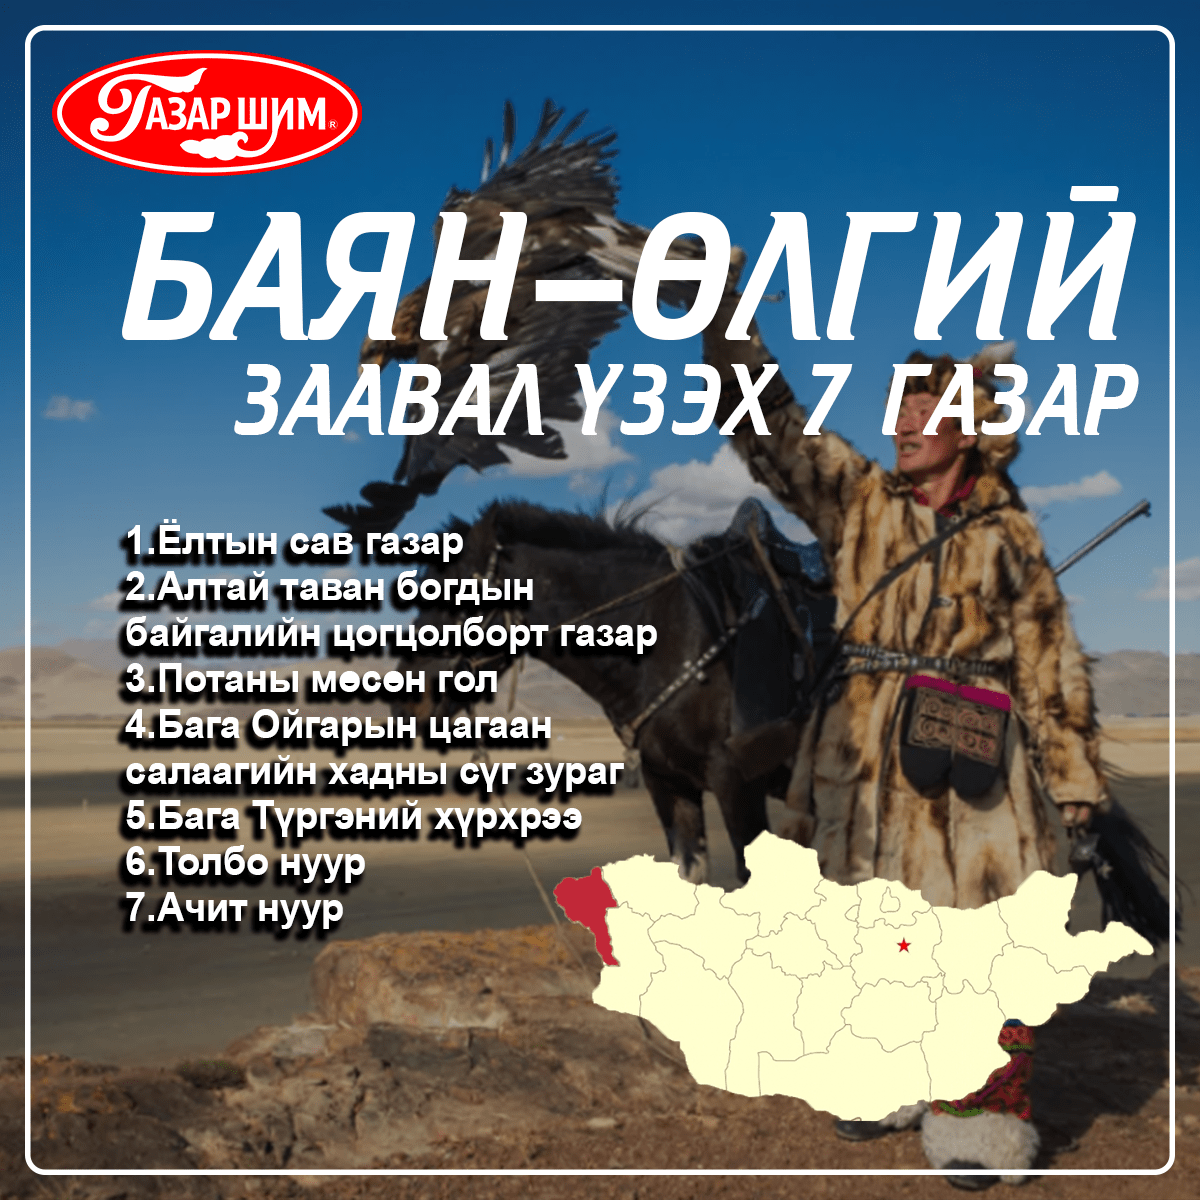 ГАЗАР ШИМ®
БАЯН-ӨЛГИЙ
ЗААВАЛ ҮЗЭХ 7 ГАЗАР
1.Ёлтын сав газар
2.Алтай таван богдын
байгалийн цогцолборт газар
3.Потаны мөсөн гол
4.Бага Ойгарын цагаан
салаагийн хадны сүг зураг
5.Бага Түргэний хүрхрээ
6.Толбо нуур
7.Ачит нуур